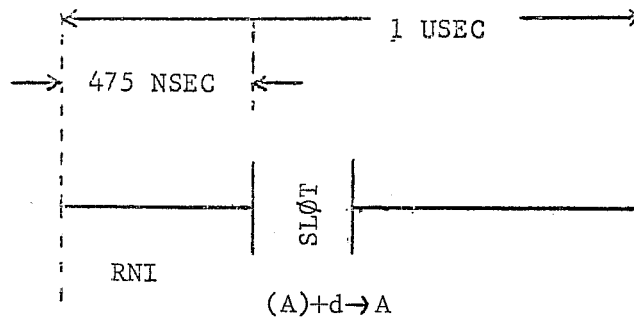 1 USEC
475 NSEC
SLØT
RNI
(A)+d→A